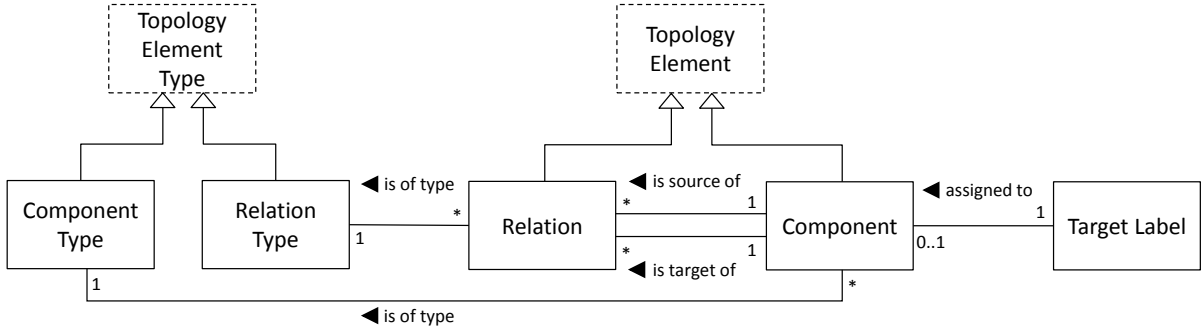 Topology
Element
Type
Topology
Element
Component
Type
Relation
Type
is of type
1
*
Relation
is source of
*
1
*
1
is target of
Component
assigned to
1
0..1
Target Label
1
is of type
*